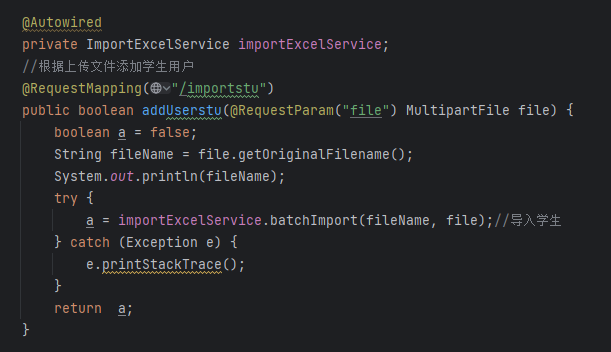 @Autowired
private ImportExcelService importExcelService;
//根据上传文件添加学生用户
@RequestMapping("/importstu")
public boolean addUserstu(@RequestParam("file") MultipartFile file) {
boolean a = false;
String fileName = file.getOriginalFilename();
System.out.println(fileName);
try {
a = importExcelService.batchImport(fileName, file);//导入学生
} catch (Exception e) {
e.printStackTrace();
}
return  a;
}